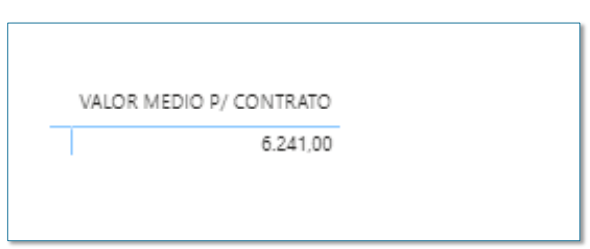 VALOR MEDIO P/ CONTRATO
6.241,00